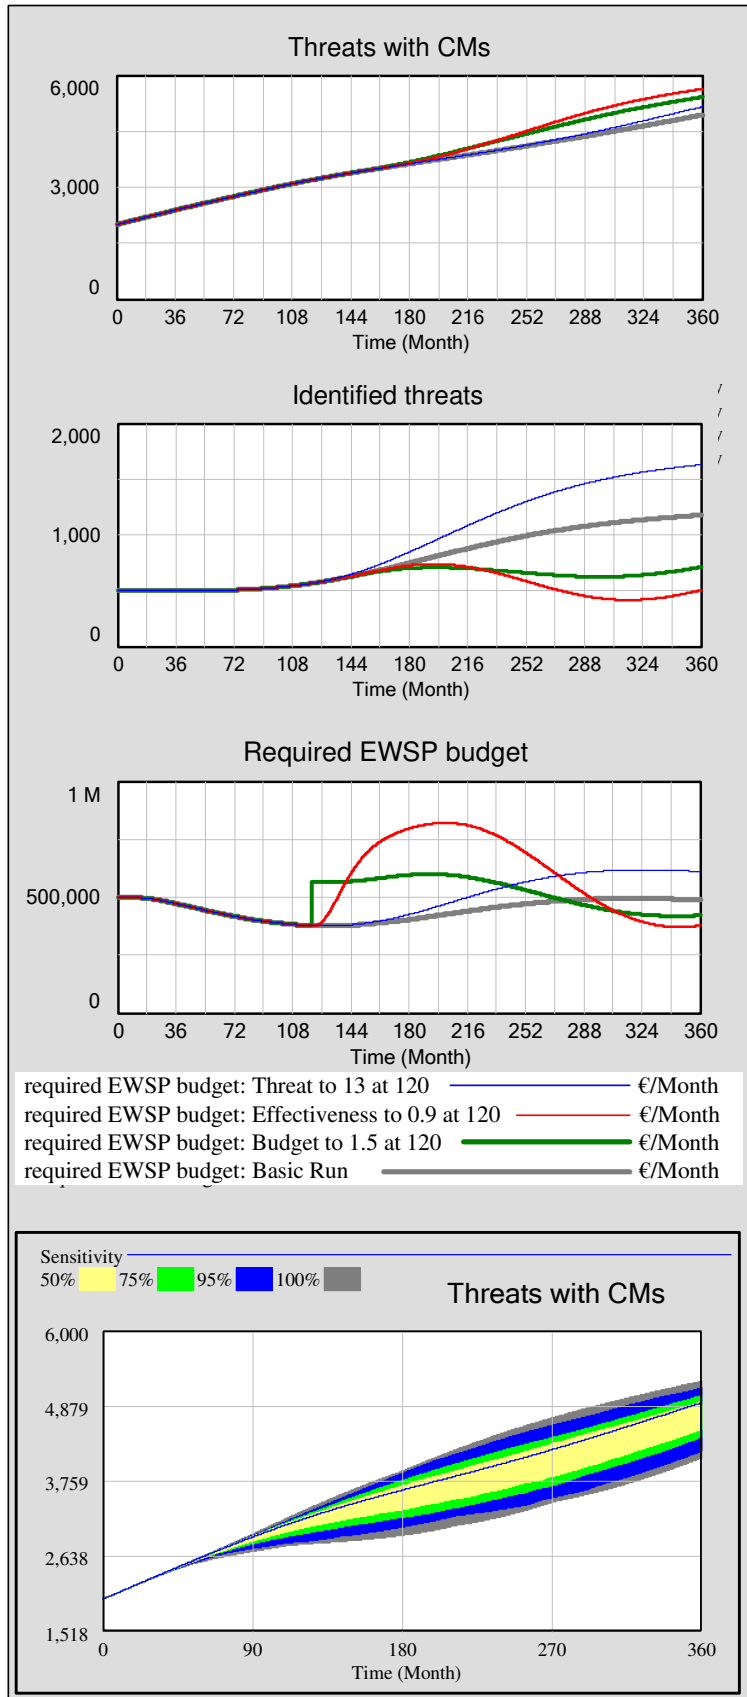 Threats with CMs
6,000
3,000
0
0 36 72 108 144 180 216 252 288 324 360
Time (Month)
Identified threats
2,000
1,000
0
0 36 72 108 144 180 216 252 288 324 360
Time (Month)
Required EWSP budget
1 M
500,000
0
0 36 72 108 144 180 216 252 288 324 360
Time (Month)
required EWSP budget: Threat to 13 at 120 €/Month
required EWSP budget: Effectiveness to 0.9 at 120 €/Month
required EWSP budget: Budget to 1.5 at 120 €/Month
required EWSP budget: Basic Run €/Month
Sensitivity
50% 75% 95% 100%
Threats with CMs
6,000
4,879
3,759
2,638
1,518
0 90 180 270 360
Time (Month)